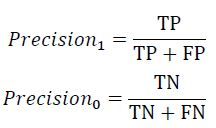 Precision₁ = TP / (TP + FP)
Precision₀ = TN / (TN + FN)